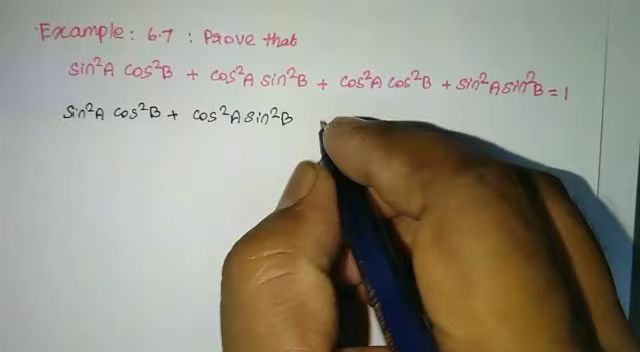 Example: 6.7 : Prove that
sin²A cos²B + cos²A sin²B + cos²A cos²B + sin²A sin²B = 1
sin²A cos²B + cos²A sin²B